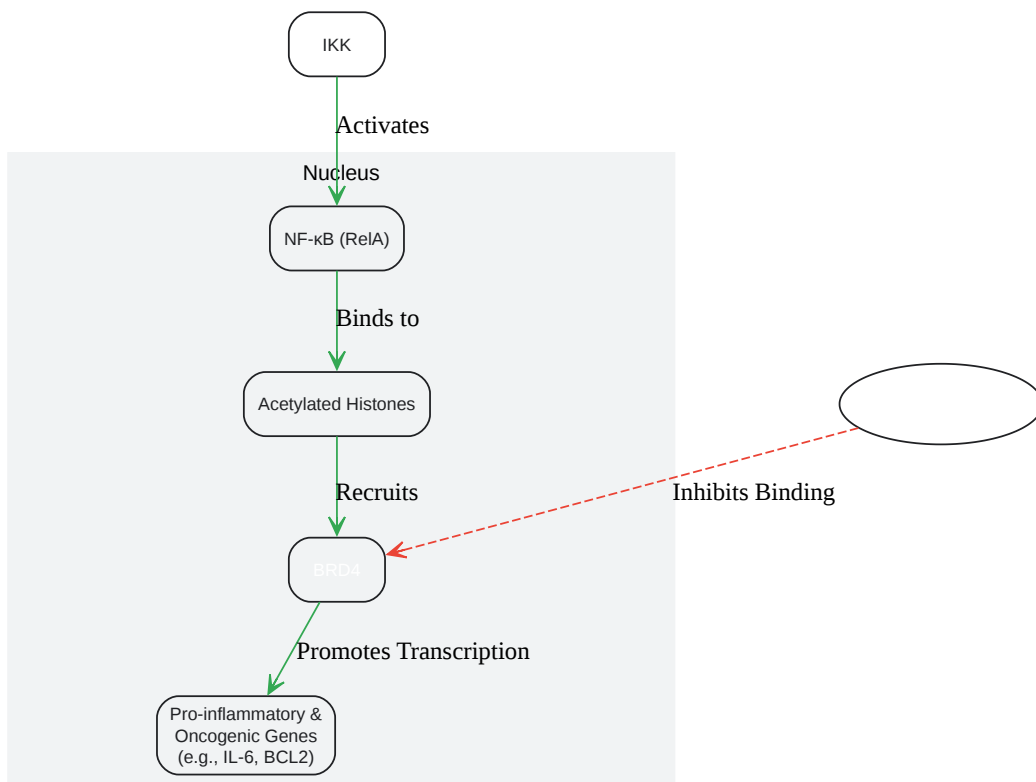 IKK
Activates
Nucleus
NF-κB (RelA)
Binds to
Acetylated Histones
Recruits
Inhibits Binding
BRD4
Promotes Transcription
Pro-inflammatory &
Oncogenic Genes
(e.g., IL-6, BCL2)